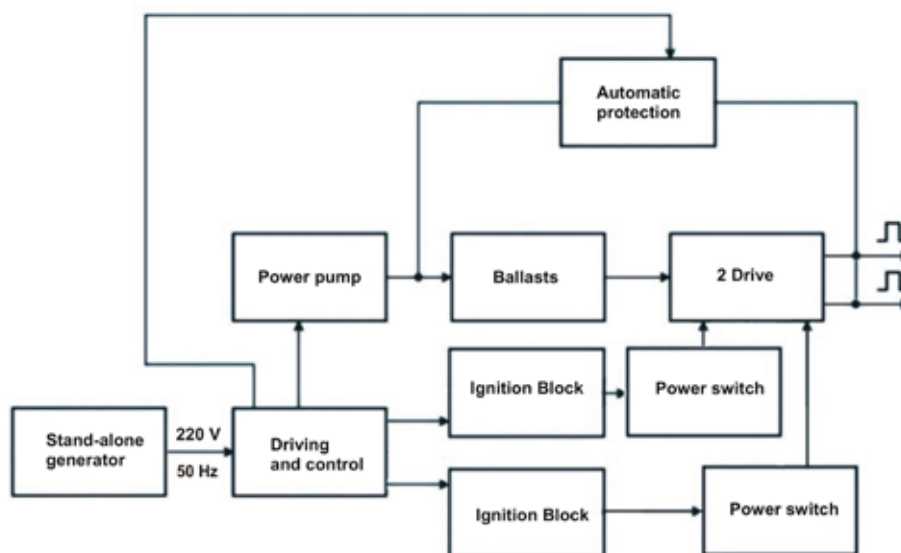 Automatic
protection
Power pump
Ballasts
2 Drive
Ignition Block
Power switch
Stand-alone
generator
220 V
50 Hz
Driving
and control
Ignition Block
Power switch